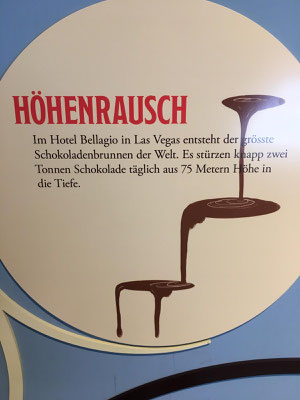 HÖHENRAUSCH
Im Hotel Bellagio in Las Vegas entsteht der grösste
Schokoladenbrunnen der Welt. Es stürzen knapp zwei
Tonnen Schokolade täglich aus 75 Metern Höhe in
die Tiefe.